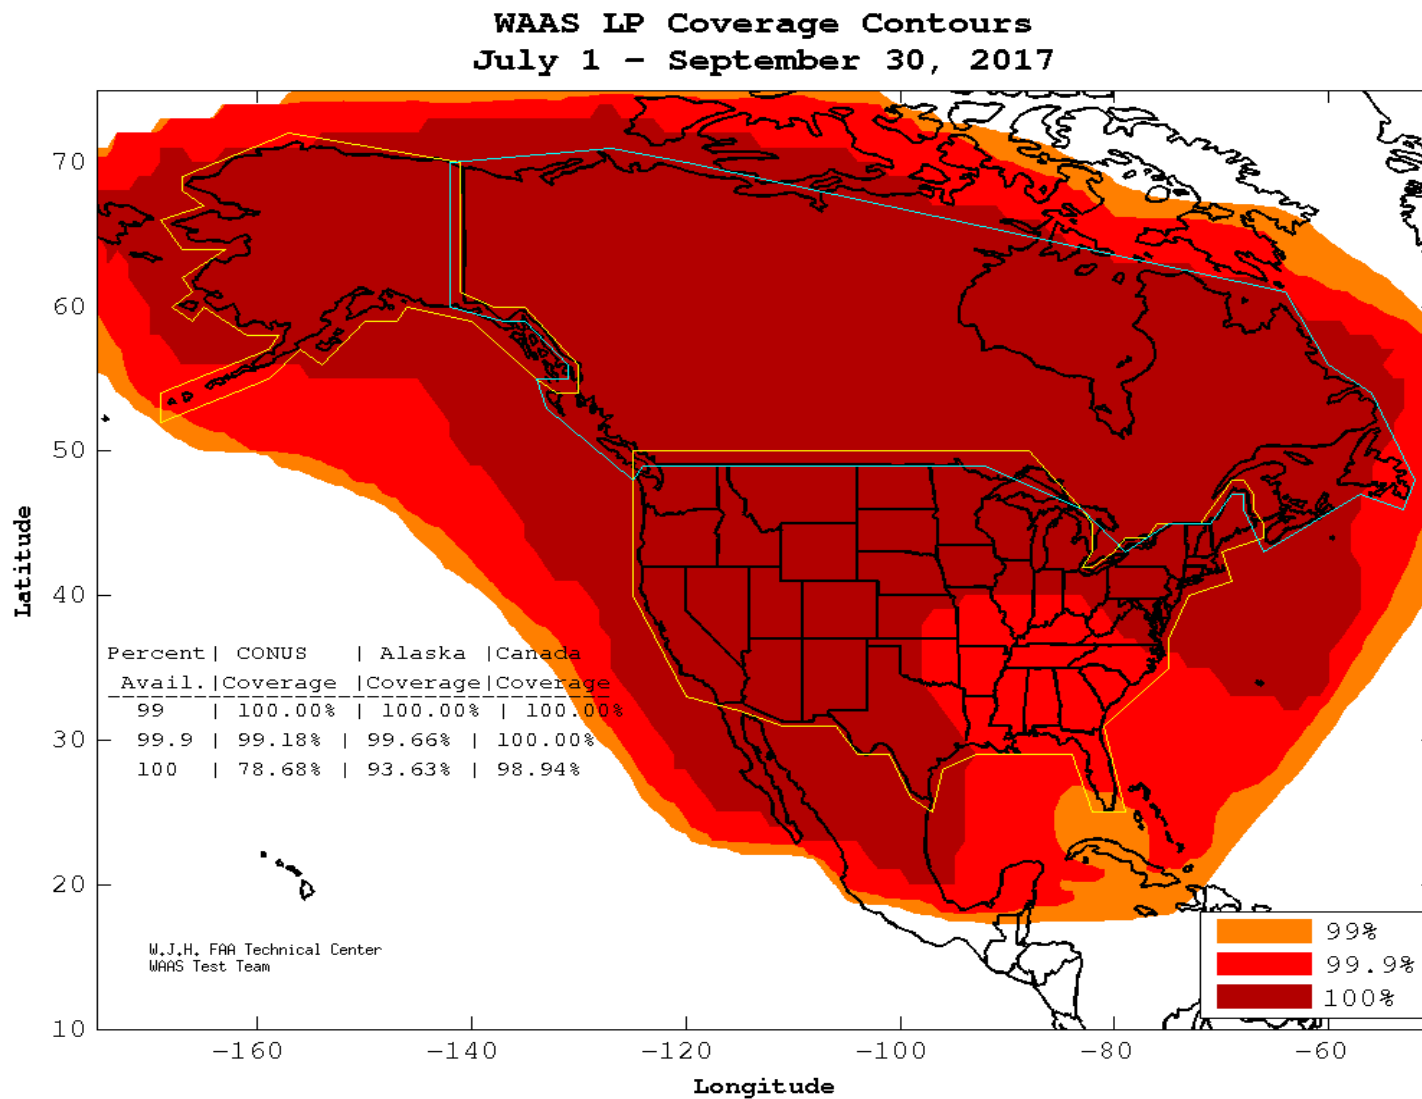 WAAS LP Coverage Contours
July 1 - September 30, 2017
70
60
50
40
30
20
10
Latitude
Percent| CONUS | Alaska |Canada
Avail.|Coverage |Coverage|Coverage
99 | 100.00% | 100.00% | 100.00%
99.9 | 99.18% | 99.66% | 100.00%
100 | 78.68% | 93.63% | 98.94%
W.J.H. FAA Technical Center
WAAS Test Team
99%
99.9%
100%
-160 -140 -120 -100 -80 -60
Longitude